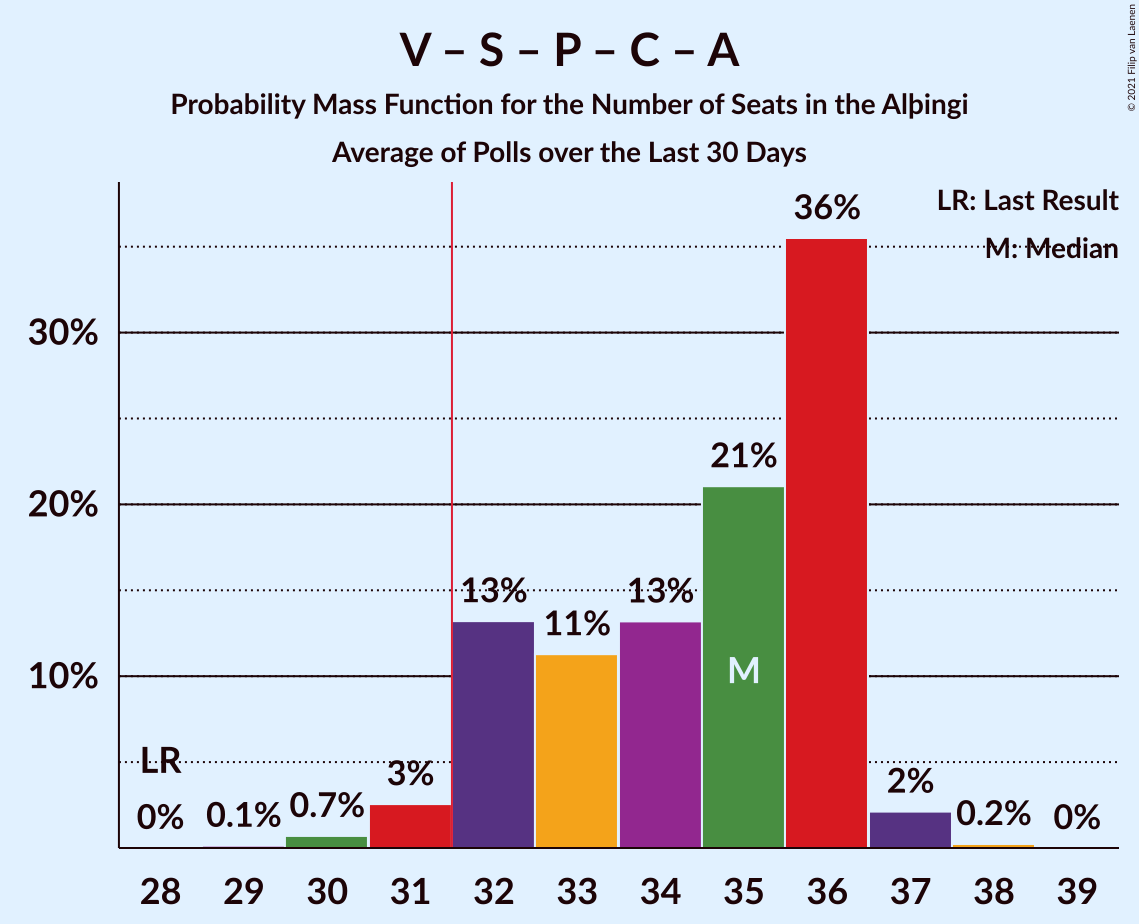 V – S – P – C – A
Probability Mass Function for the Number of Seats in the Alþingi
Average of Polls over the Last 30 Days
© 2021 Filip van Laenen
LR: Last Result
M: Median
36%
30%
21%
20%
13%
11%
13%
10%
M
LR
0%
0.1%
0.7%
3%
2%
0.2%
0%
28 29 30 31 32 33 34 35 36 37 38 39